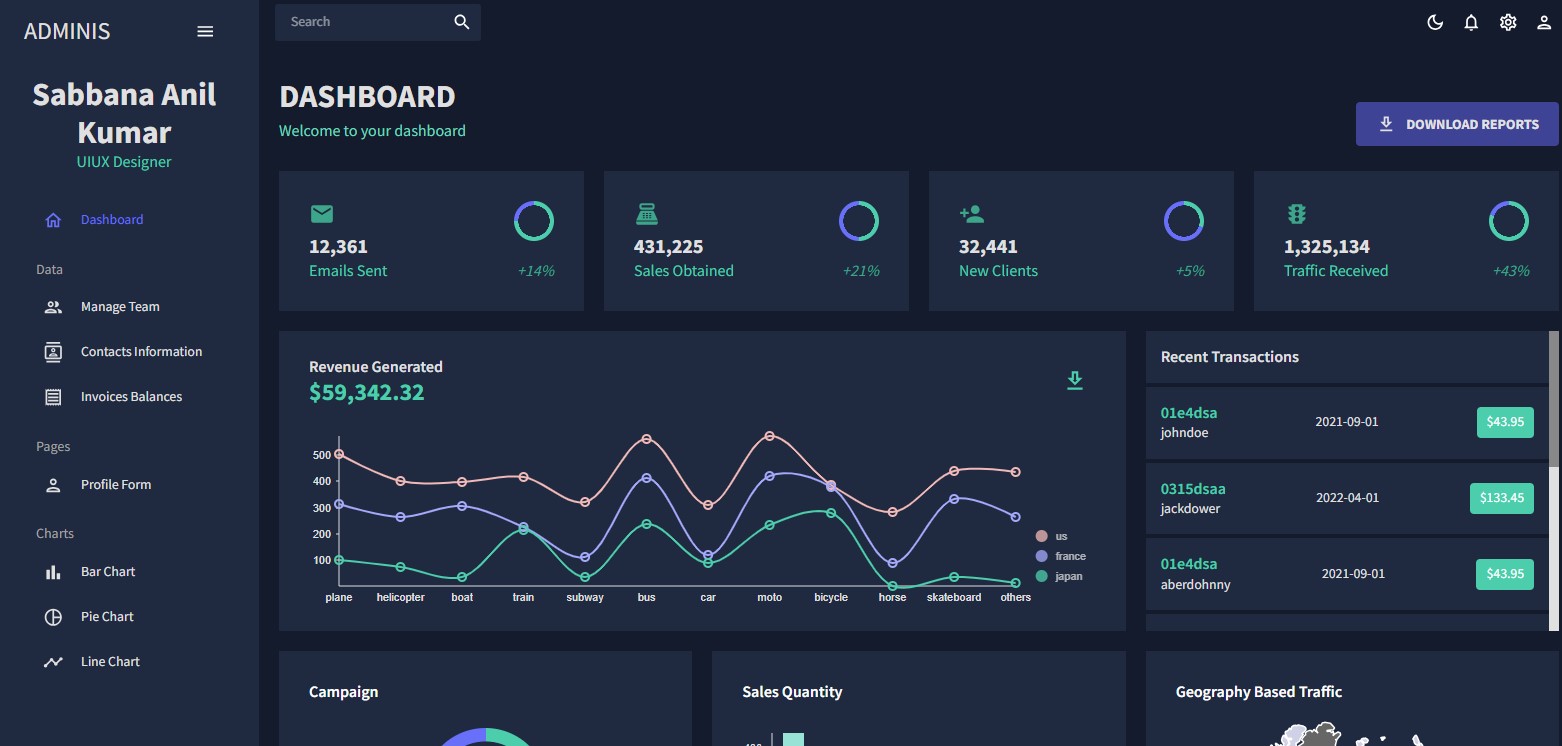 ADMINIS
Search
Sabbana Anil
Kumar
UIUX Designer
Dashboard
Data
Manage Team
Contacts Information
Invoices Balances
Pages
Profile Form
Charts
Bar Chart
Pie Chart
Line Chart
DASHBOARD
Welcome to your dashboard
DOWNLOAD REPORTS
12,361
Emails Sent
+14%
431,225
Sales Obtained
+21%
32,441
New Clients
+5%
1,325,134
Traffic Received
+43%
Revenue Generated
$59,342.32
500
400
300
200
100
plane helicopter boat train subway bus car moto bicycle horse skateboard others
us
france
japan
Recent Transactions
01e4dsa
johndoe
2021-09-01
$43.95
0315dsaa
jackdower
2022-04-01
$133.45
01e4dsa
aberdohnny
2021-09-01
$43.95
Campaign
Sales Quantity
Geography Based Traffic